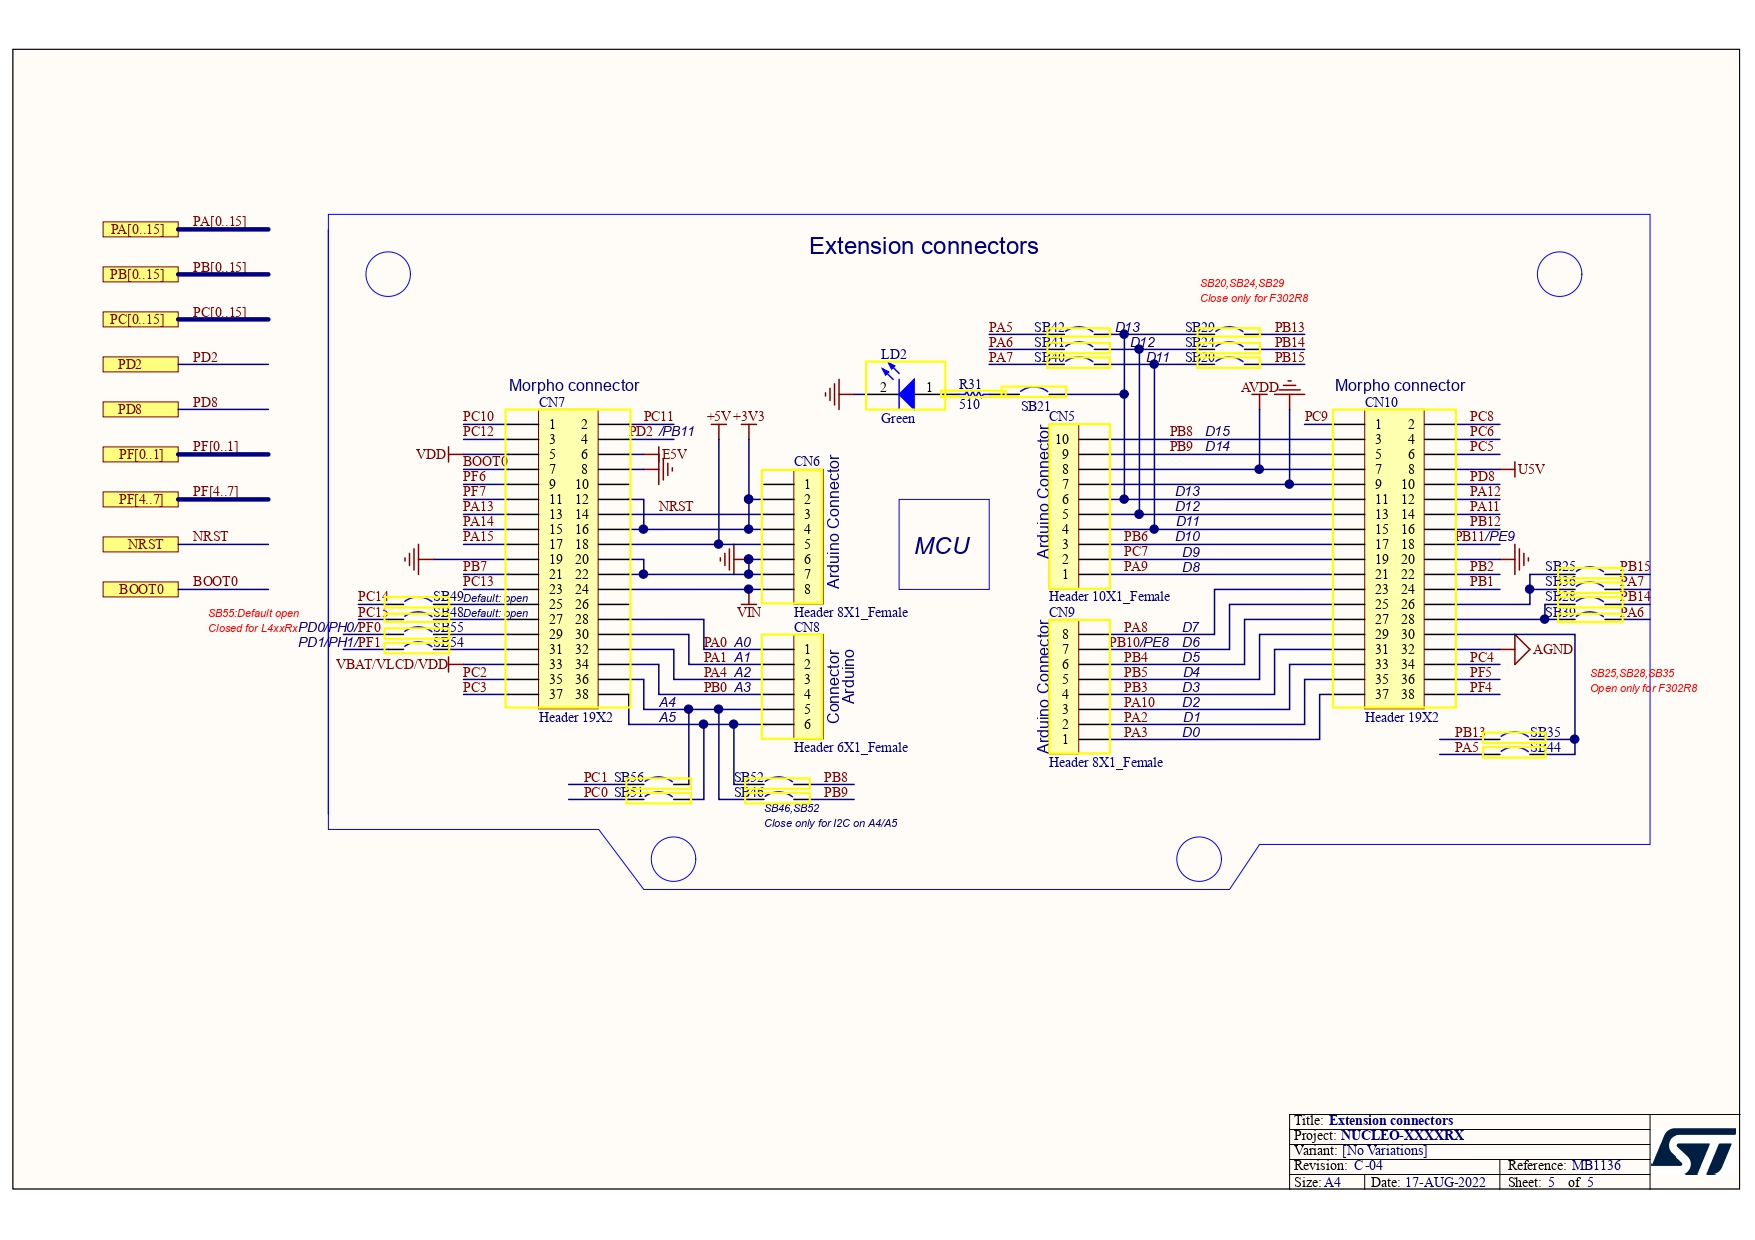 Extension connectors
PA[0..15] PA[0..15]
PB[0..15] PB[0..15]
PC[0..15] PC[0..15]
PD2 PD2
PD8 PD8
PF[0..1] PF[0..1]
PF[4..7] PF[4..7]
NRST NRST
BOOT0 BOOT0
SB55:Default open
Closed for L4xxRx
Morpho connector
CN7
PC10 1 2 PC11
PC12 3 4 PD2 /PB11
VDD 5 6 E5V
BOOT0 7 8
PF6 9 10
PF7 11 12
PA13 13 14 NRST
PA14 15 16
PA15 17 18
19 20
PB7 21 22
PC13 23 24
PC14 SB49 Default: open 25 26
SB48 Default: open 27 28
PD0/PH0/PF0 SB55 29 30
PD1/PH1/PF1 SB54 31 32
VBAT/VLCD/VDD 33 34
PC2 35 36
PC3 37 38
Header 19X2
+5V +3V3
CN6
1
2
3
4
5
6
7
8
VIN
Header 8X1_Female
Arduino Connector
CN8
PA0 A0 1
PA1 A1 2
PA4 A2 3
PB0 A3 4
A4 5
A5 6
Header 6X1_Female
Arduino
Connector
PC1 SB56 SB52 PB8
PC0 SB51 SB46 PB9
SB46,SB52
Close only for I2C on A4/A5
MCU
LD2
2 1
Green
R31
510
SB21
SB20,SB24,SB29
Close only for F302R8
PA5 SB42 D13 SB29 PB13
PA6 SB41 D12 SB24 PB14
PA7 SB40 D11 SB20 PB15
AVDD
CN5
10 PB8 D15
9 PB9 D14
8
7
6 D13
5 D12
4 D11
3 PB6 D10
2 PC7 D9
1 PA9 D8
Header 10X1_Female
Arduino Connector
CN9
8 PA8 D7
7 PB10/PE8 D6
6 PB4 D5
5 PB5 D4
4 PB3 D3
3 PA10 D2
2 PA2 D1
1 PA3 D0
Header 8X1_Female
Arduino Connector
Morpho connector
CN10
PC9 1 2 PC8
3 4 PC6
5 6 PC5
7 8 U5V
9 10 PD8
11 12 PA12
13 14 PA11
15 16 PB12
17 18 PB11/PE9
19 20
21 22 PB2
23 24 PB1
25 26
27 28
29 30
31 32 AGND
33 34 PC4
35 36 PF5
37 38 PF4
Header 19X2
SB25 PB15
SB36 PA7
SB28 PB14
SB39 PA6
SB25,SB28,SB35
Open only for F302R8
PB13 SB35
PA5 SB44
Title: Extension connectors
Project: NUCLEO-XXXXRX
Variant: [No Variations]
Revision: C-04 Reference: MB1136
Size: A4 Date: 17-AUG-2022 Sheet: 5 of 5
ST